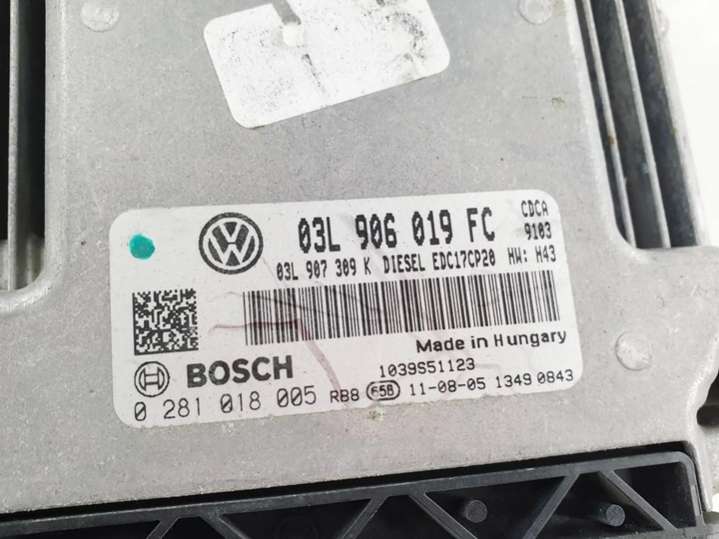 03L 906 019 FC CDCA 9103
03L 907 309 K DIESEL EDC17CP20 HW: H43
Made in Hungary
BOSCH 1039S51123
0 281 018 005 RB8 65B 11-08-05 1349 0843